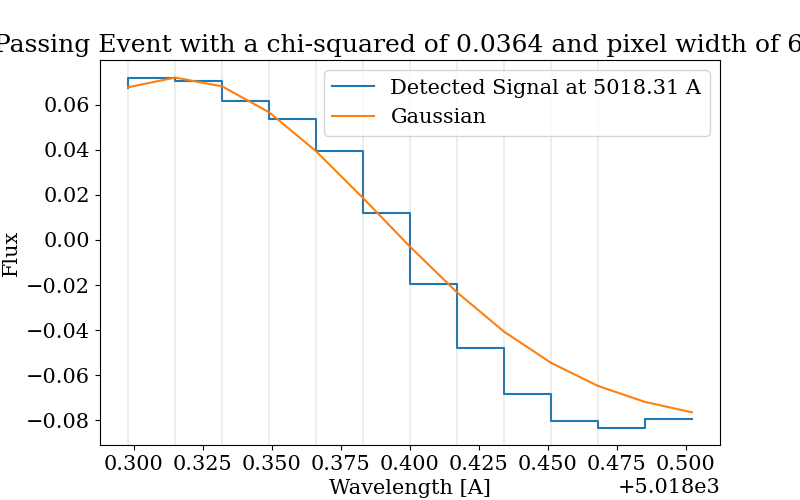 Passing Event with a chi-squared of 0.0364 and pixel width of 6
Detected Signal at 5018.31 A
Gaussian
Flux
0.06
0.04
0.02
0.00
−0.02
−0.04
−0.06
−0.08
0.300 0.325 0.350 0.375 0.400 0.425 0.450 0.475 0.500
+5.018e3
Wavelength [A]